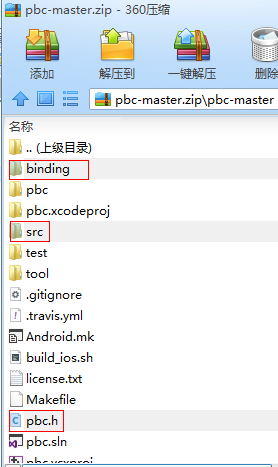 pbc-master.zip - 360压缩
添加
解压到
一键解压
删除
pbc-master.zip\pbc-master
名称
.. (上级目录)
binding
pbc
pbc.xcodeproj
src
test
tool
.gitignore
.travis.yml
Android.mk
build_ios.sh
license.txt
Makefile
pbc.h
pbc.sln
pbc.vcxproj